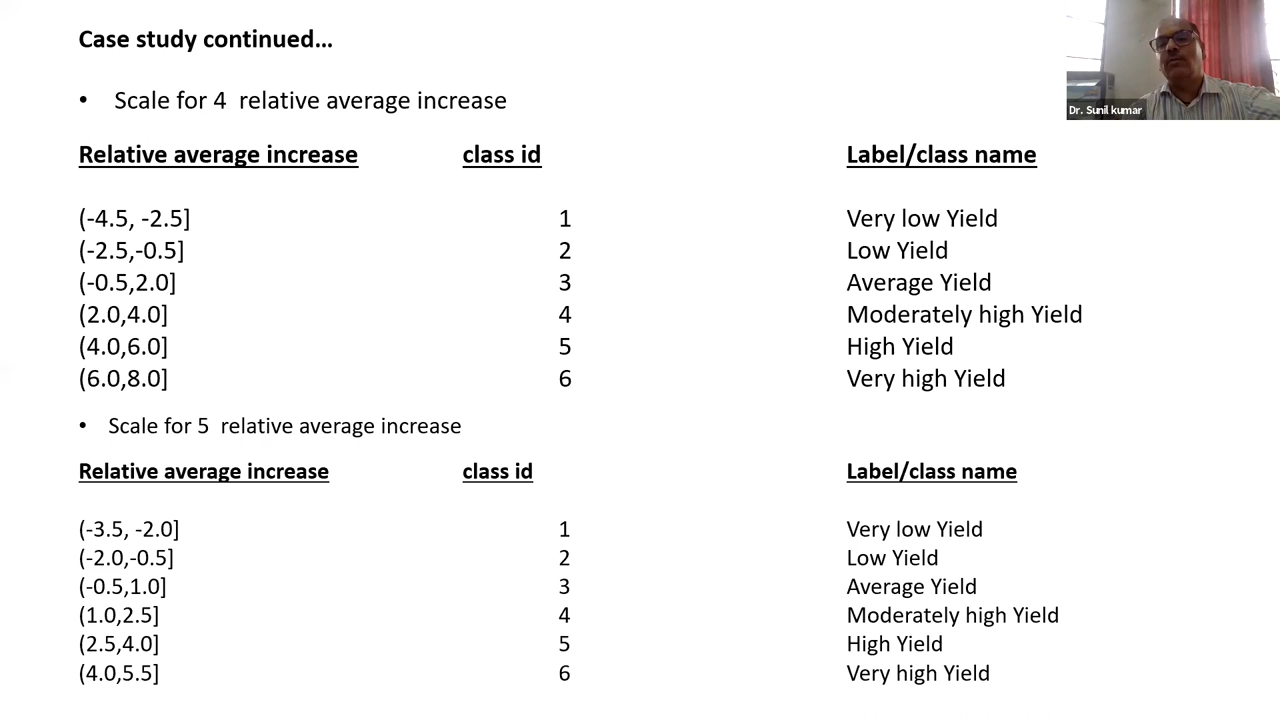 Case study continued…
Dr. Sunil kumar
• Scale for 4 relative average increase
Relative average increase class id Label/class name
(-4.5, -2.5] 1 Very low Yield
(-2.5,-0.5] 2 Low Yield
(-0.5,2.0] 3 Average Yield
(2.0,4.0] 4 Moderately high Yield
(4.0,6.0] 5 High Yield
(6.0,8.0] 6 Very high Yield
• Scale for 5 relative average increase
Relative average increase class id Label/class name
(-3.5, -2.0] 1 Very low Yield
(-2.0,-0.5] 2 Low Yield
(-0.5,1.0] 3 Average Yield
(1.0,2.5] 4 Moderately high Yield
(2.5,4.0] 5 High Yield
(4.0,5.5] 6 Very high Yield